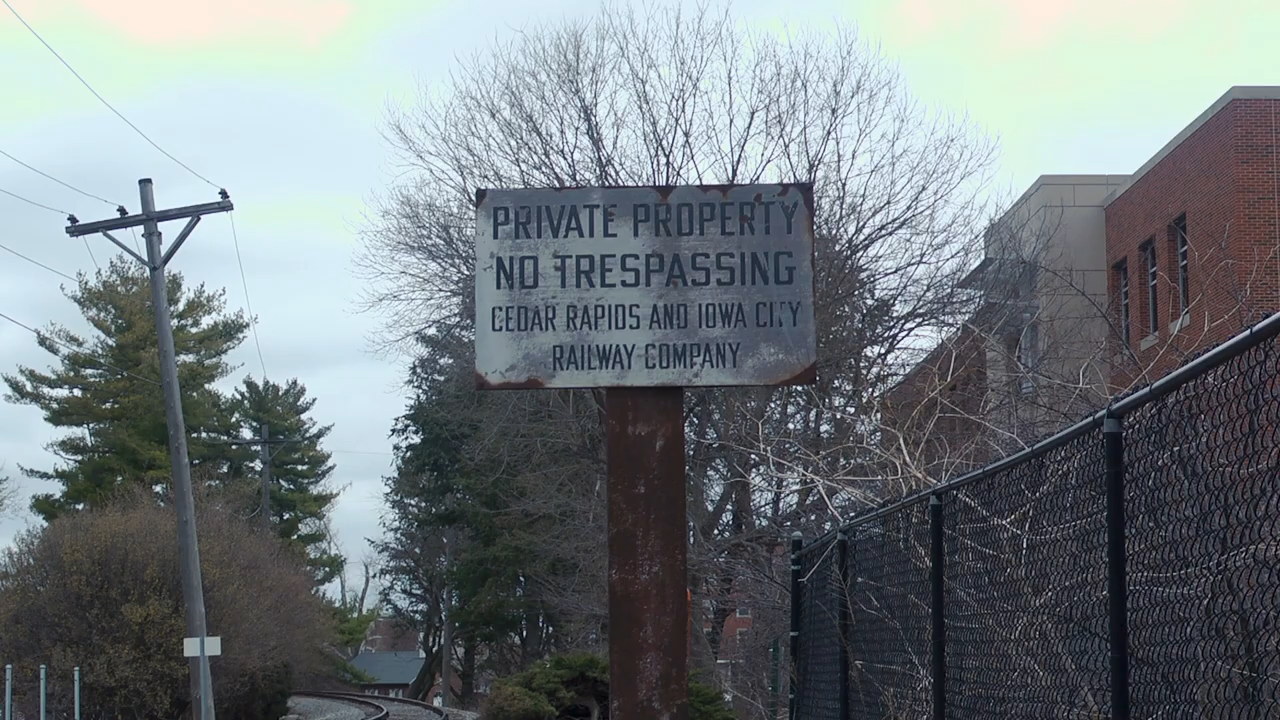 PRIVATE PROPERTY
NO TRESPASSING
CEDAR RAPIDS AND IOWA CITY
RAILWAY COMPANY